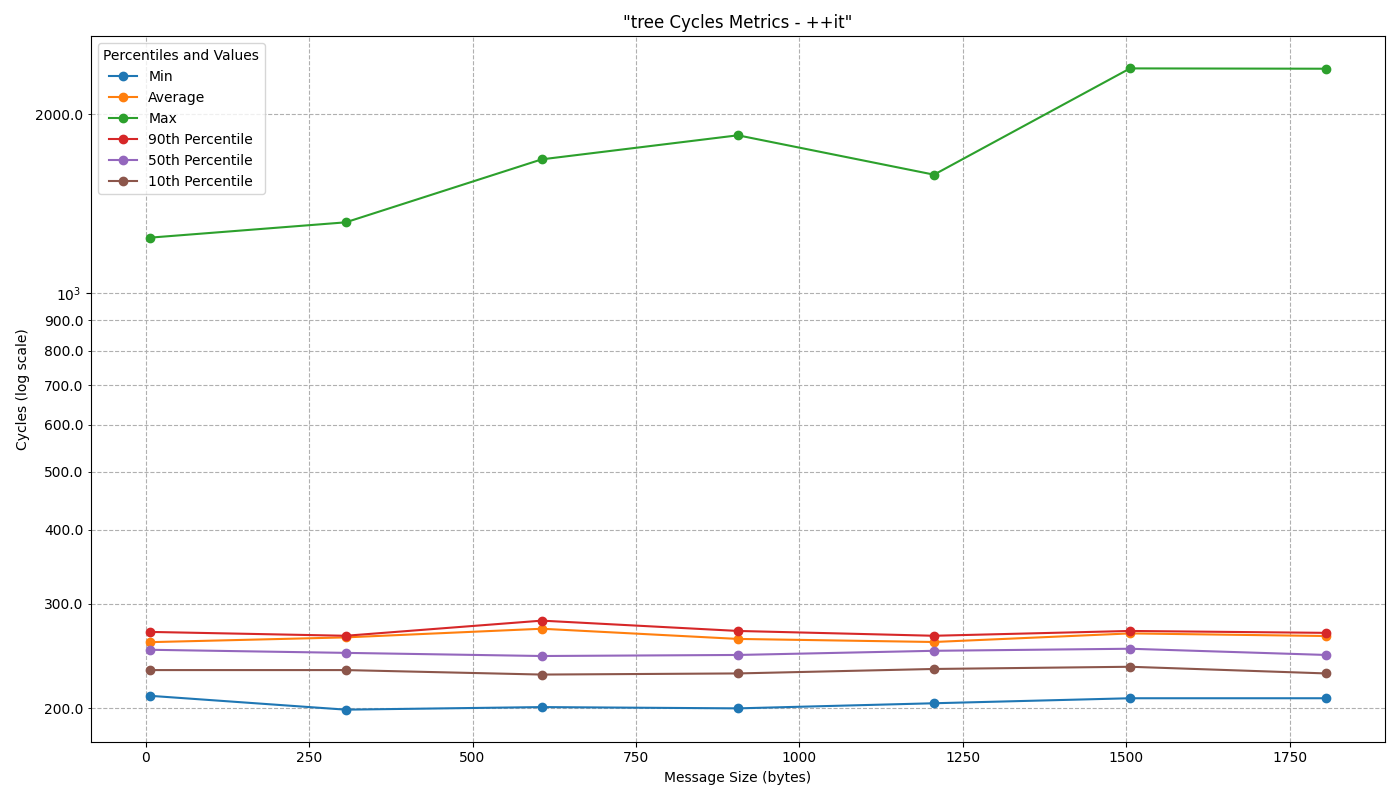 "tree Cycles Metrics - ++it"
Percentiles and Values
Min
Average
Max
90th Percentile
50th Percentile
10th Percentile
Cycles (log scale)
2000.0
10³
900.0
800.0
700.0
600.0
500.0
400.0
300.0
200.0
0 250 500 750 1000 1250 1500 1750
Message Size (bytes)